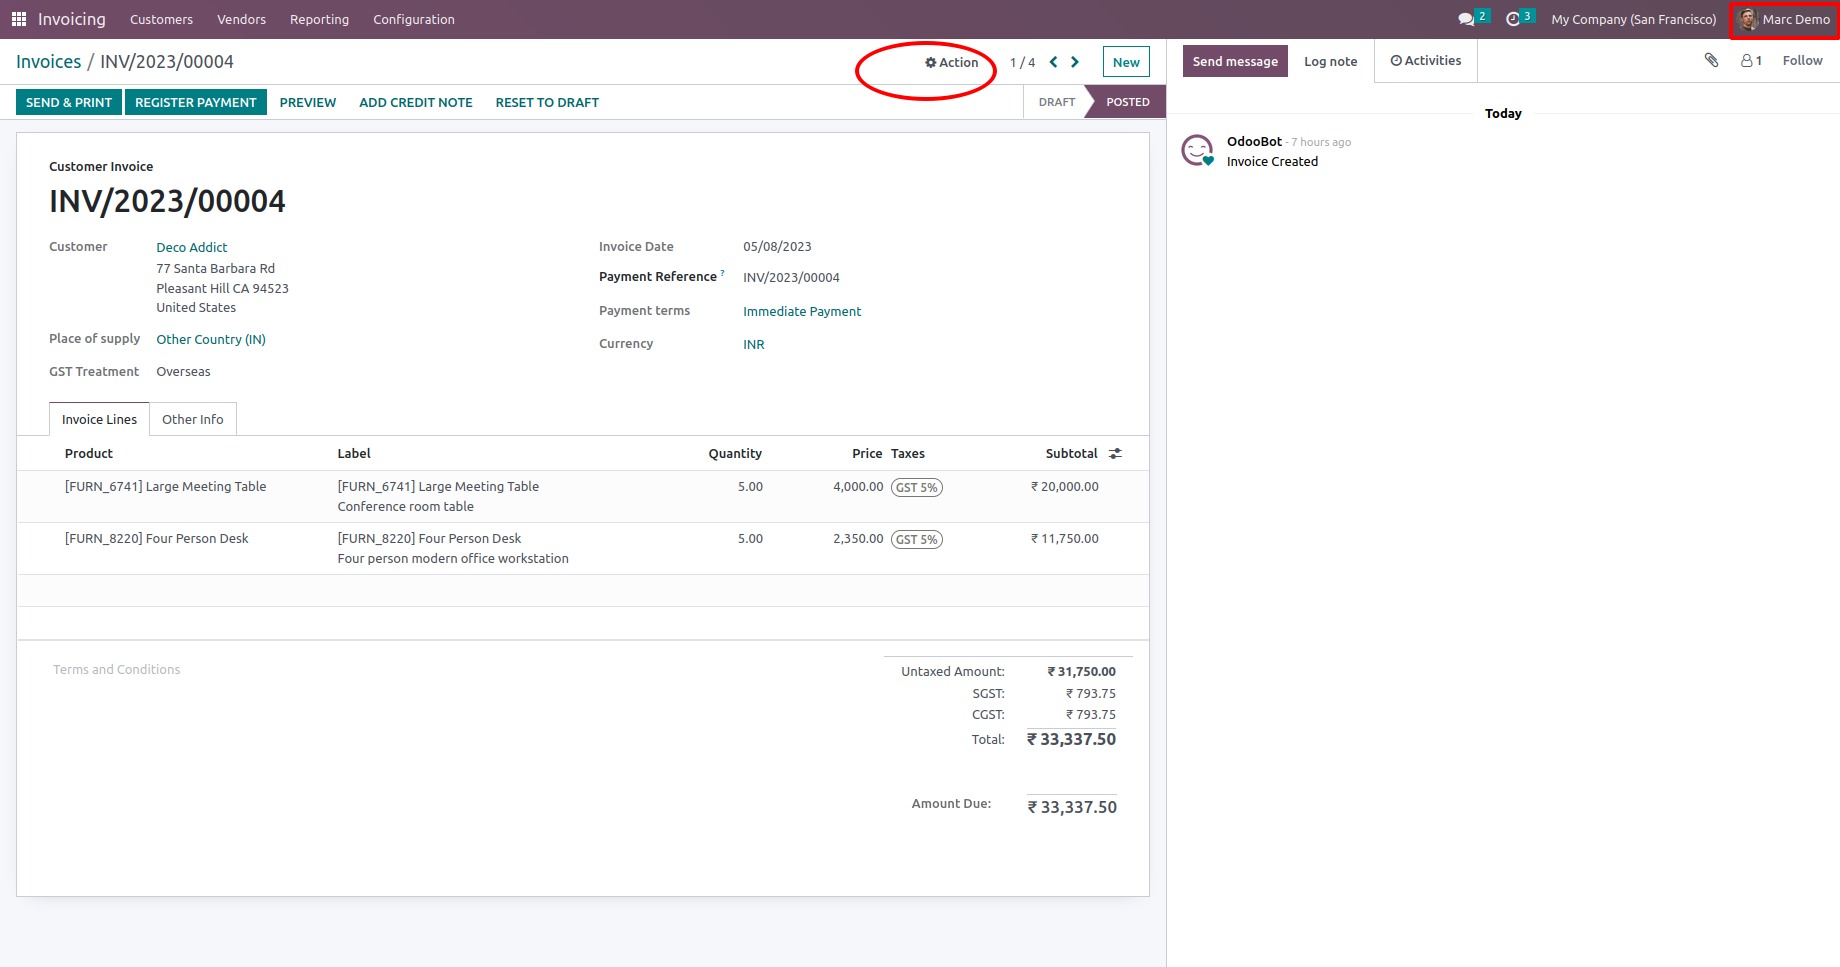 Invoicing Customers Vendors Reporting Configuration 2 3 My Company (San Francisco) Marc Demo
Invoices / INV/2023/00004 Action 1 / 4 New
SEND & PRINT REGISTER PAYMENT PREVIEW ADD CREDIT NOTE RESET TO DRAFT DRAFT POSTED
Customer Invoice
INV/2023/00004
Customer Deco Addict
77 Santa Barbara Rd
Pleasant Hill CA 94523
United States
Place of supply Other Country (IN)
GST Treatment Overseas
Invoice Date 05/08/2023
Payment Reference ? INV/2023/00004
Payment terms Immediate Payment
Currency INR
Invoice Lines Other Info
Product Label Quantity Price Taxes Subtotal
[FURN_6741] Large Meeting Table [FURN_6741] Large Meeting Table 5.00 4,000.00 GST 5% ₹ 20,000.00
Conference room table
[FURN_8220] Four Person Desk [FURN_8220] Four Person Desk 5.00 2,350.00 GST 5% ₹ 11,750.00
Four person modern office workstation
Terms and Conditions
Untaxed Amount: ₹ 31,750.00
SGST: ₹ 793.75
CGST: ₹ 793.75
Total: ₹ 33,337.50
Amount Due: ₹ 33,337.50
Send message Log note Activities 1 Follow
Today
OdooBot - 7 hours ago
Invoice Created